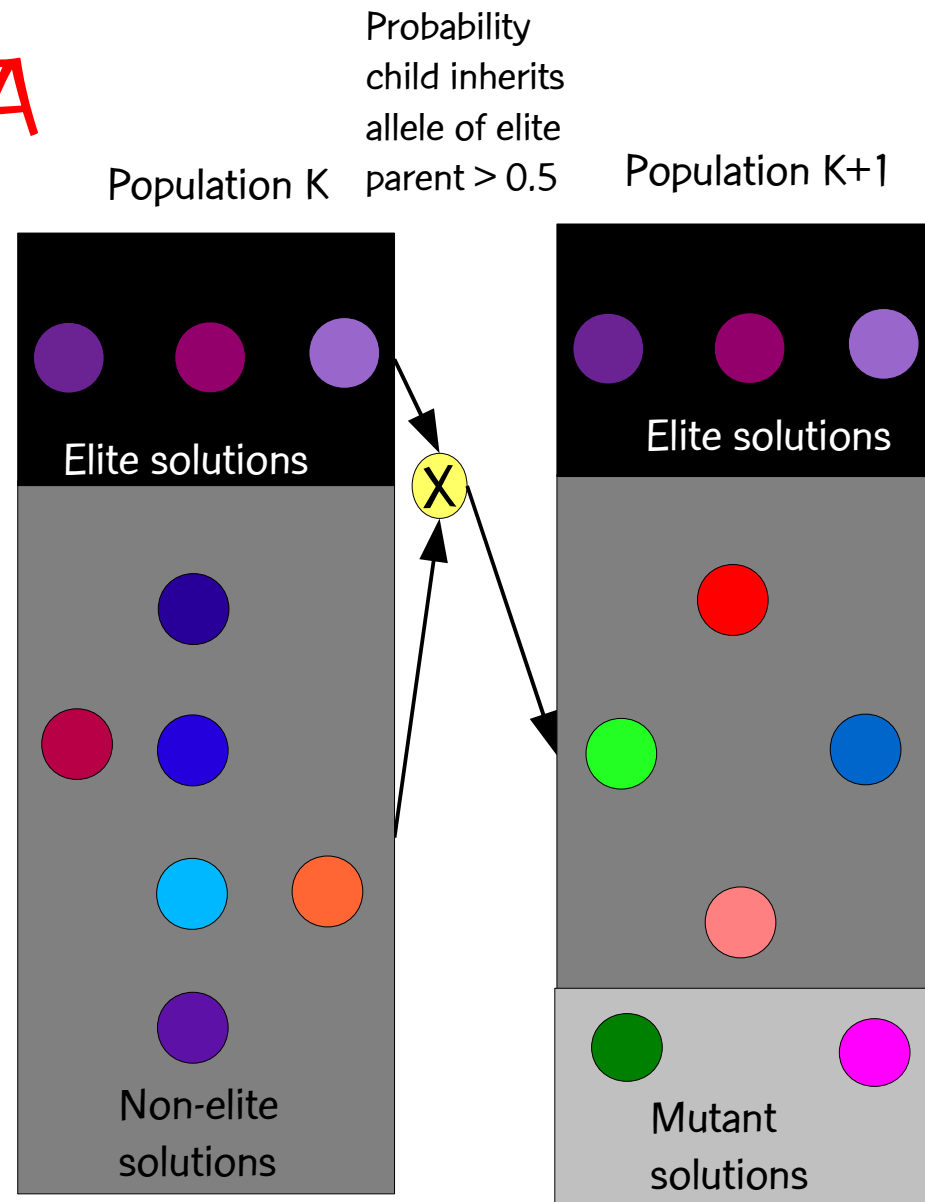 Probability
child inherits
allele of elite
parent > 0.5
A
Population K
Population K+1
Elite solutions
Elite solutions
X
Non-elite
solutions
Mutant
solutions